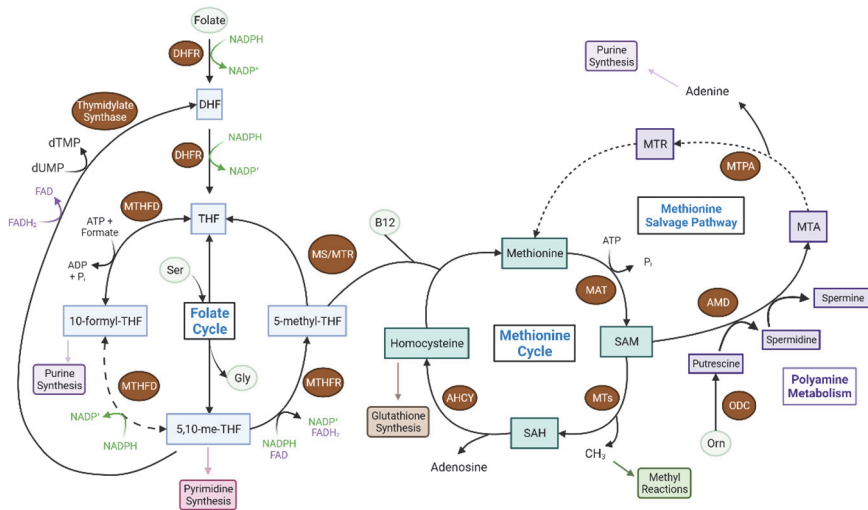 Folate
DHFR
NADPH
NADP⁺
DHF
Thymidylate
Synthase
dTMP
dUMP
FAD
FADH₂
DHFR
NADPH
NADP⁺
THF
MTHFD
ATP +
Formate
ADP
+ Pᵢ
Ser
Folate
Cycle
Gly
10-formyl-THF
5-methyl-THF
Purine
Synthesis
MTHFD
NADP⁺
NADPH
5,10-me-THF
Pyrimidine
Synthesis
MTHFR
NADPH
FAD
NADP⁺
FADH₂
MS/MTR
B12
Methionine
Homocysteine
Methionine
Cycle
ATP
Pᵢ
MAT
SAM
MTs
CH₃
Methyl
Reactions
SAH
AHCY
Adenosine
Glutathione
Synthesis
Purine
Synthesis
Adenine
MTR
MTPA
Methionine
Salvage Pathway
MTA
AMD
Spermine
Spermidine
Putrescine
ODC
Orn
Polyamine
Metabolism